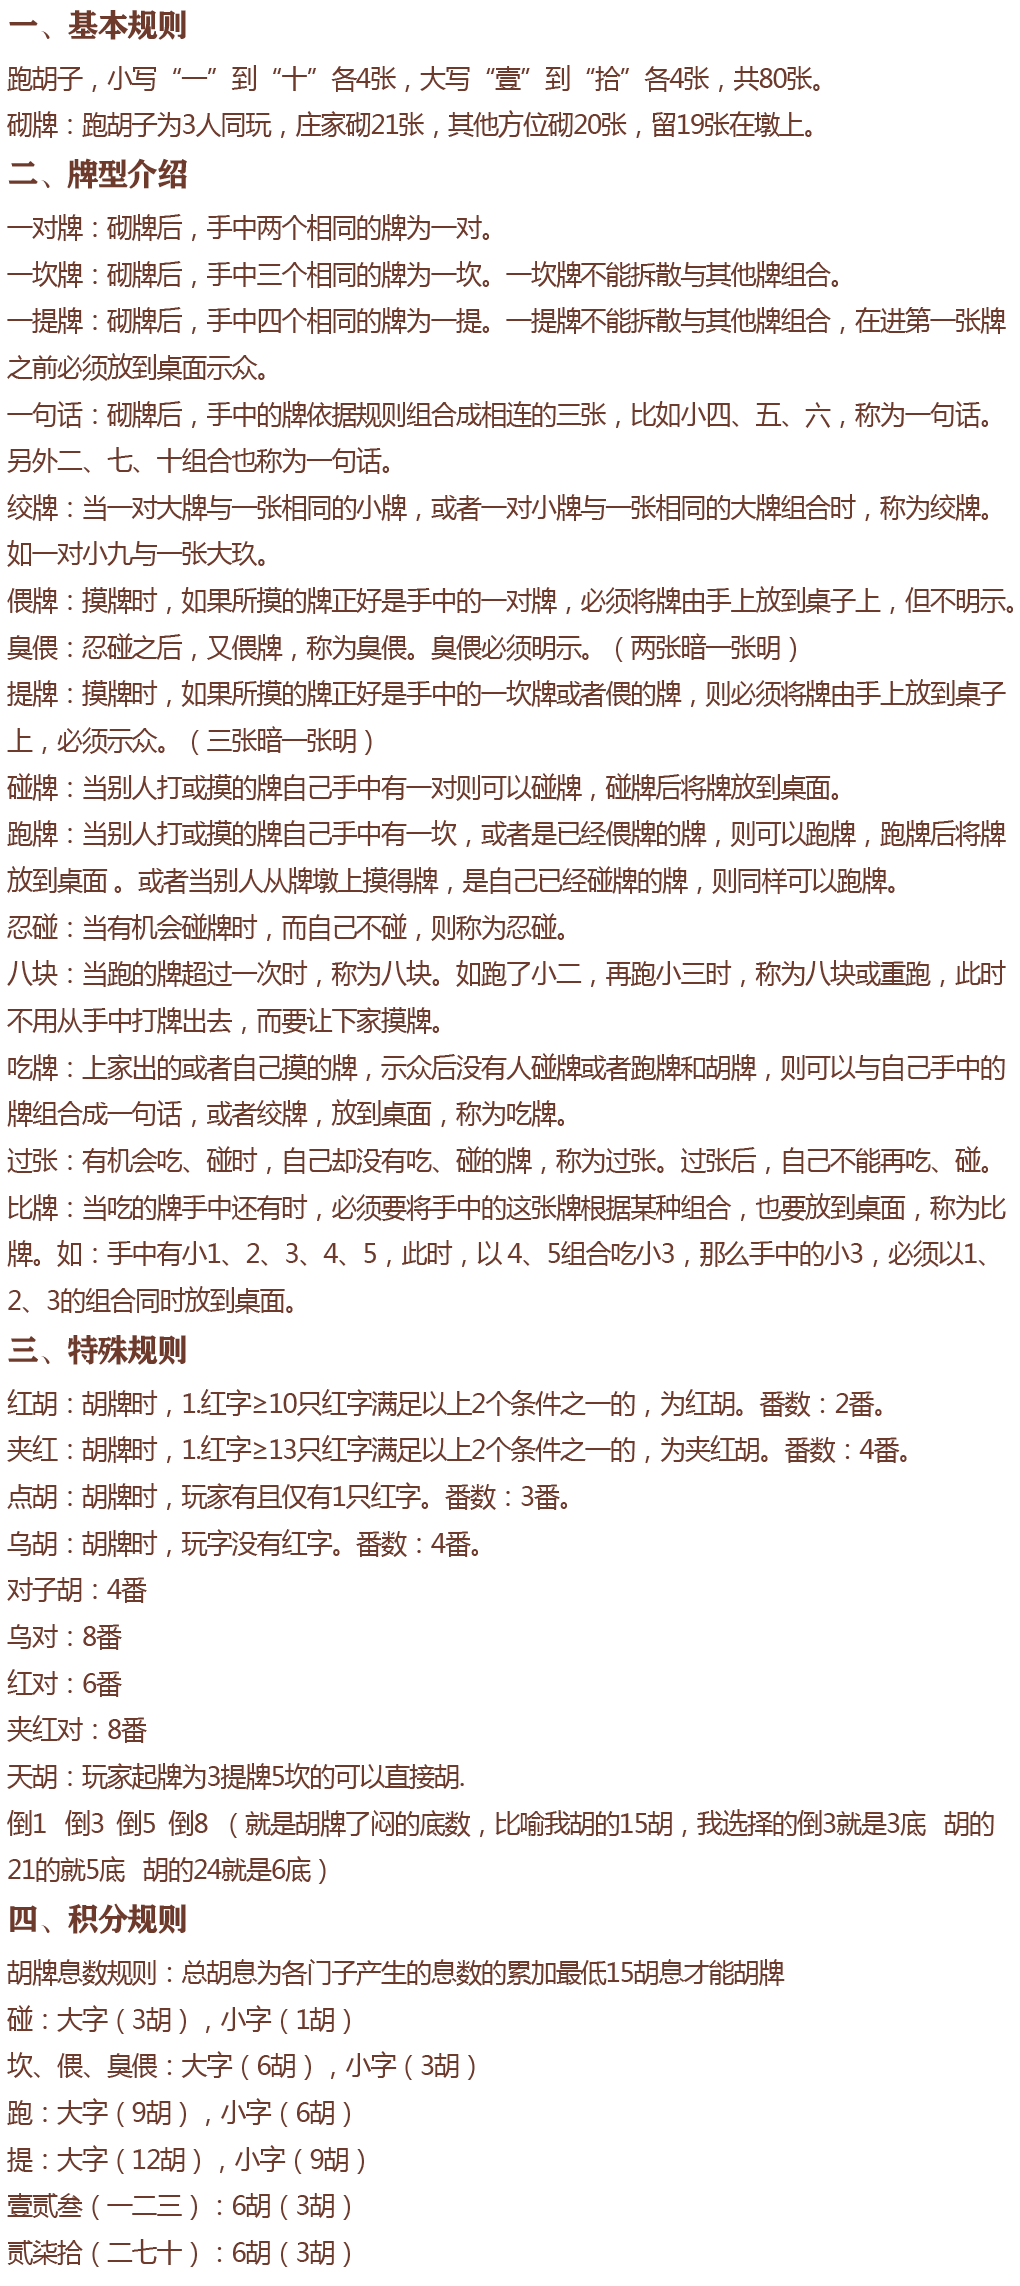 一、基本规则
跑胡子，小写“一”到“十”各4张，大写“壹”到“拾”各4张，共80张。
砌牌：跑胡子为3人同玩，庄家砌21张，其他方位砌20张，留19张在墩上。
二、牌型介绍
一对牌：砌牌后，手中两个相同的牌为一对。
一坎牌：砌牌后，手中三个相同的牌为一坎。一坎牌不能拆散与其他牌组合。
一提牌：砌牌后，手中四个相同的牌为一提。一提牌不能拆散与其他牌组合，在进第一张牌
之前必须放到桌面示众。
一句话：砌牌后，手中的牌依据规则组合成相连的三张，比如小四、五、六，称为一句话。
另外二、七、十组合也称为一句话。
绞牌：当一对大牌与一张相同的小牌，或者一对小牌与一张相同的大牌组合时，称为绞牌。
如一对小九与一张大玖。
偎牌：摸牌时，如果所摸的牌正好是手中的一对牌，必须将牌由手上放到桌子上，但不明示。
臭偎：忍碰之后，又偎牌，称为臭偎。臭偎必须明示。（两张暗一张明）
提牌：摸牌时，如果所摸的牌正好是手中的一坎牌或者偎的牌，则必须将牌由手上放到桌子
上，必须示众。（三张暗一张明）
碰牌：当别人打或摸的牌自己手中有一对则可以碰牌，碰牌后将牌放到桌面。
跑牌：当别人打或摸的牌自己手中有一坎，或者是已经偎牌的牌，则可以跑牌，跑牌后将牌
放到桌面 。或者当别人从牌墩上摸得牌，是自己已经碰牌的牌，则同样可以跑牌。
忍碰：当有机会碰牌时，而自己不碰，则称为忍碰。
八块：当跑的牌超过一次时，称为八块。如跑了小二，再跑小三时，称为八块或重跑，此时
不用从手中打牌出去，而要让下家摸牌。
吃牌：上家出的或者自己摸的牌，示众后没有人碰牌或者跑牌和胡牌，则可以与自己手中的
牌组合成一句话，或者绞牌，放到桌面，称为吃牌。
过张：有机会吃、碰时，自己却没有吃、碰的牌，称为过张。过张后，自己不能再吃、碰。
比牌：当吃的牌手中还有时，必须要将手中的这张牌根据某种组合，也要放到桌面，称为比
牌。如：手中有小1、2、3、4、5，此时，以 4、5组合吃小3，那么手中的小3，必须以1、
2、3的组合同时放到桌面。
三、特殊规则
红胡：胡牌时，1.红字≥10只红字满足以上2个条件之一的，为红胡。番数：2番。
夹红：胡牌时，1.红字≥13只红字满足以上2个条件之一的，为夹红胡。番数：4番。
点胡：胡牌时，玩家有且仅有1只红字。番数：3番。
乌胡：胡牌时，玩字没有红字。番数：4番。
对子胡：4番
乌对：8番
红对：6番
夹红对：8番
天胡：玩家起牌为3提牌5坎的可以直接胡.
倒1 倒3 倒5 倒8 （就是胡牌了闷的底数，比喻我胡的15胡，我选择的倒3就是3底 胡的
21的就5底 胡的24就是6底）
四、积分规则
胡牌息数规则：总胡息为各门子产生的息数的累加最低15胡息才能胡牌
碰：大字（3胡），小字（1胡）
坎、偎、臭偎：大字（6胡），小字（3胡）
跑：大字（9胡），小字（6胡）
提：大字（12胡），小字（9胡）
壹贰叁（一二三）：6胡（3胡）
贰柒拾（二七十）：6胡（3胡）